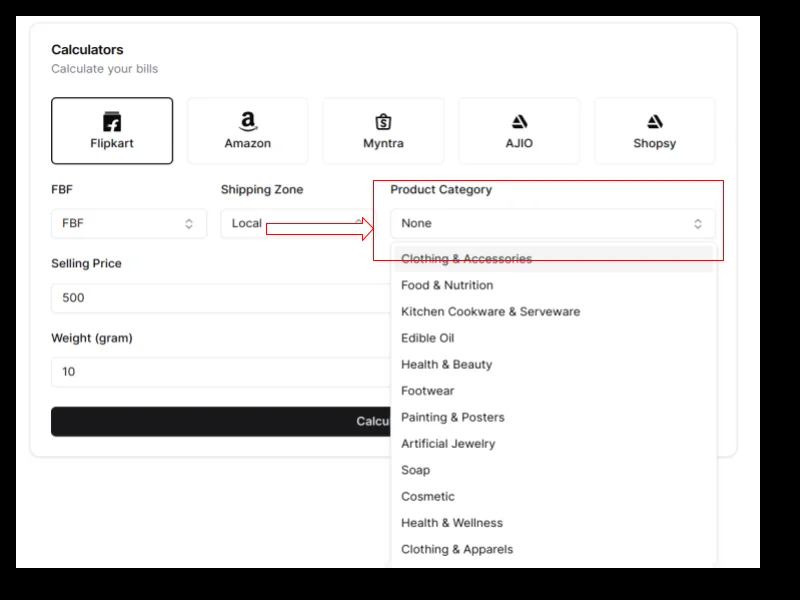 Calculators
Calculate your bills
Flipkart
Amazon
Myntra
AJIO
Shopsy
FBF
Shipping Zone
Product Category
FBF
Local
None
Selling Price
500
Weight (gram)
10
Calcu
Clothing & Accessories
Food & Nutrition
Kitchen Cookware & Serveware
Edible Oil
Health & Beauty
Footwear
Painting & Posters
Artificial Jewelry
Soap
Cosmetic
Health & Wellness
Clothing & Apparels